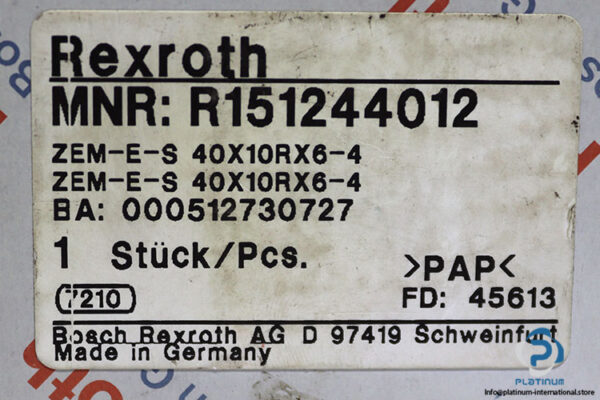 Rexroth
MNR: R151244012
ZEM-E-S 40X10RX6-4
ZEM-E-S 40X10RX6-4
BA: 000512730727
1 Stück/Pcs.
>PAP<
7210
FD: 45613
Bosch Rexroth AG D 97419 Schweinfurt
Made in Germany
PLATINUM
Info@platinum-international.store